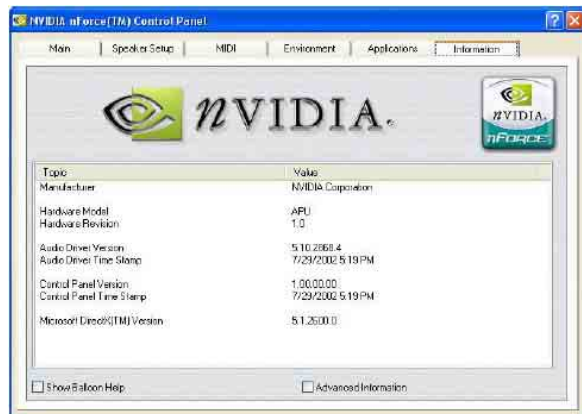 NVIDIA nForce(TM) Control Panel
Main Speaker Setup MIDI Environment Applications Information
NVIDIA.
NVIDIA.
nFORCE
Topic Value
Manufacturer NVIDIA Corporation
Hardware Model APU
Hardware Revision 1.0
Audio Driver Version 5.10.2868.4
Audio Driver Time Stamp 7/29/2002 5:19 PM
Control Panel Version 1.00.00.00
Control Panel Time Stamp 7/29/2002 5:19 PM
Microsoft DirectX(TM) Version 5.1.2600.0
Show Balloon Help Advanced Information